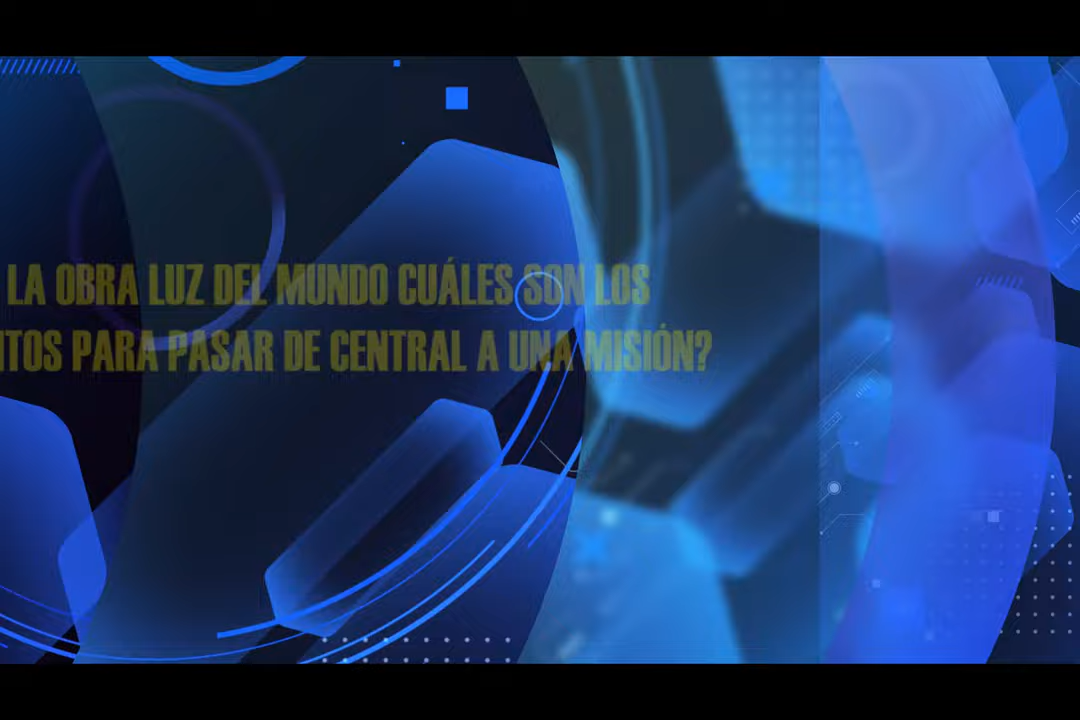 LA OBRA LUZ DEL MUNDO CUÁLES SON LOS
PARA PASAR DE CENTRAL A UNA MISIÓN?